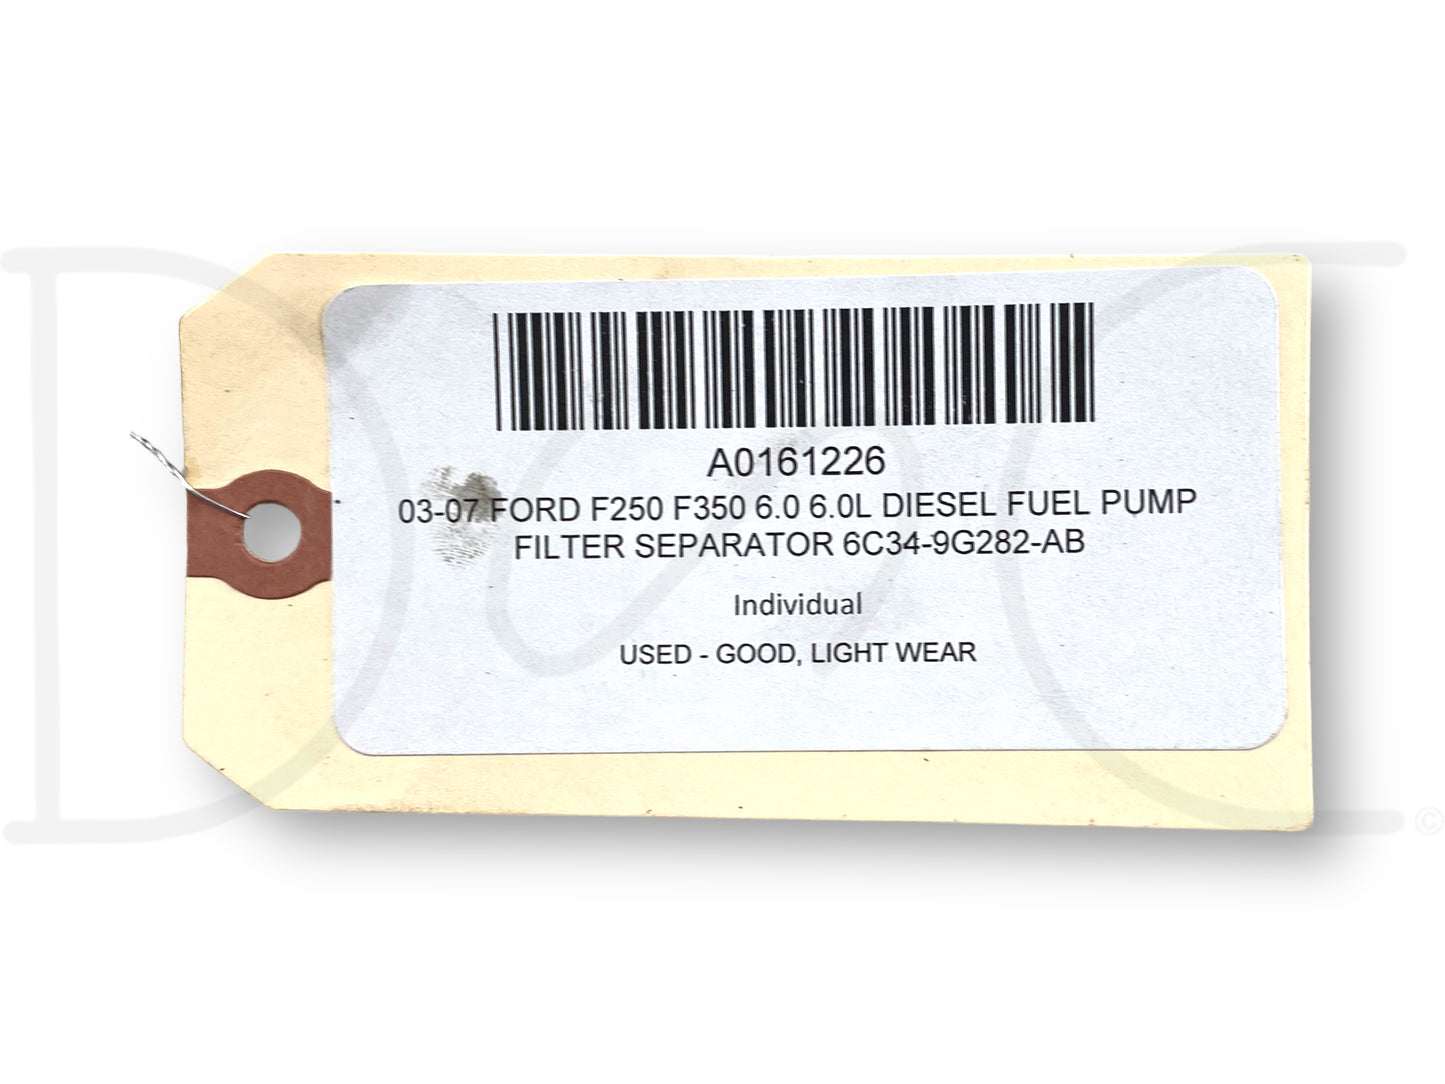 A0161226
03-07 FORD F250 F350 6.0 6.0L DIESEL FUEL PUMP
FILTER SEPARATOR 6C34-9G282-AB
Individual
USED - GOOD, LIGHT WEAR
©